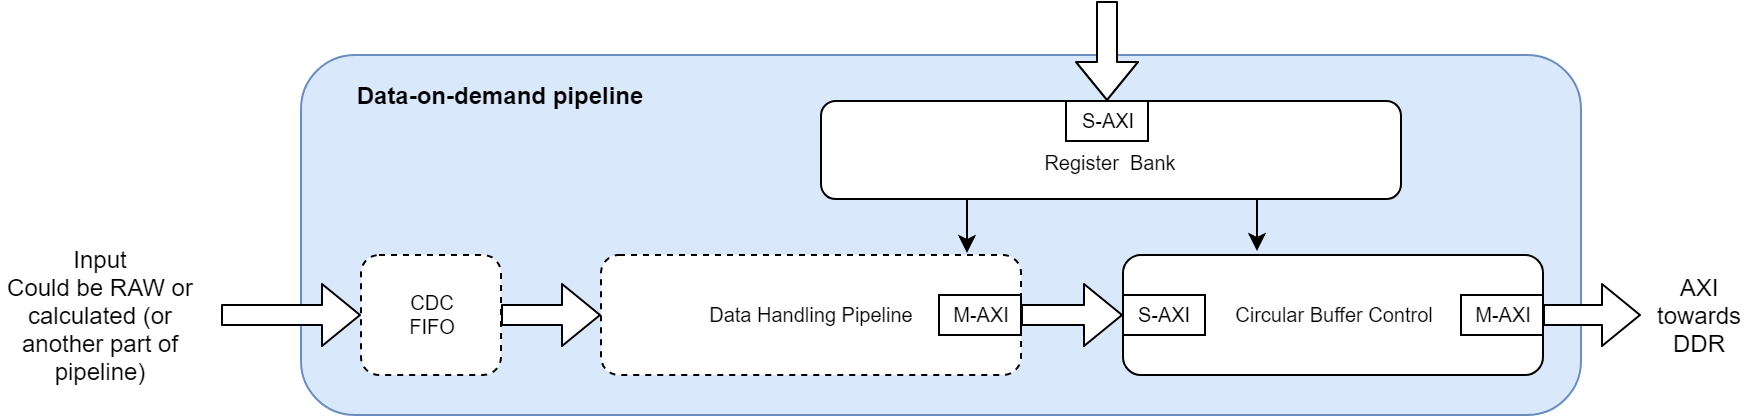 Data-on-demand pipeline
S-AXI
Register Bank
Input
Could be RAW or
calculated (or
another part of
pipeline)
CDC
FIFO
Data Handling Pipeline
M-AXI
S-AXI
Circular Buffer Control
M-AXI
AXI
towards
DDR